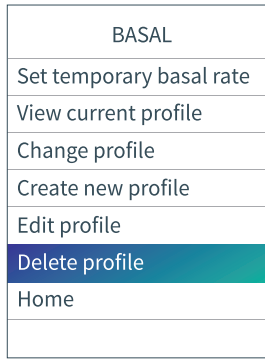 BASAL
Set temporary basal rate
View current profile
Change profile
Create new profile
Edit profile
Delete profile
Home